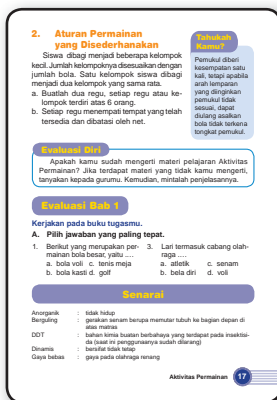 2. Aturan Permainan
yang Disederhanakan
Siswa dibagi menjadi beberapa kelompok
kecil. Jumlah kelompoknya disesuaikan dengan
jumlah bola. Satu kelompok siswa dibagi
menjadi dua kelompok yang sama rata.
a. Buatlah dua regu, setiap regu atau ke-
lompok terdiri atas 6 orang.
b. Setiap regu menempati tempat yang telah
tersedia dan dibatasi oleh net.
Tahukah
Kamu?
Pemukul diberi
kesempatan satu
kali, tetapi apabila
arah lemparan
yang diinginkan
pemukul tidak
sesuai, dapat
diulang asalkan
bola tidak terkena
tongkat pemukul.
Evaluasi Diri
Apakah kamu sudah mengerti materi pelajaran Aktivitas
Permainan? Jika terdapat materi yang tidak kamu mengerti,
tanyakan kepada gurumu. Kemudian, mintalah penjelasannya.
Evaluasi Bab 1
Kerjakan pada buku tugasmu.
A. Pilih jawaban yang paling tepat.
1. Berikut yang merupakan per-
mainan bola besar, yaitu ....
a. bola voli c. tenis meja
b. bola kasti d. golf
3. Lari termasuk cabang olah-
raga ....
a. atletik c. senam
b. bela diri d. voli
Senarai
Anorganik : tidak hidup
Berguling : gerakan senam berupa memutar tubuh ke bagian depan di
atas matras
DDT : bahan kimia buatan berbahaya yang terdapat pada insektisi-
da (saat ini penggunaannya sudah dilarang)
Dinamis : bersifat tidak tetap
Gaya bebas : gaya pada olahraga renang
Aktivitas Permainan 17